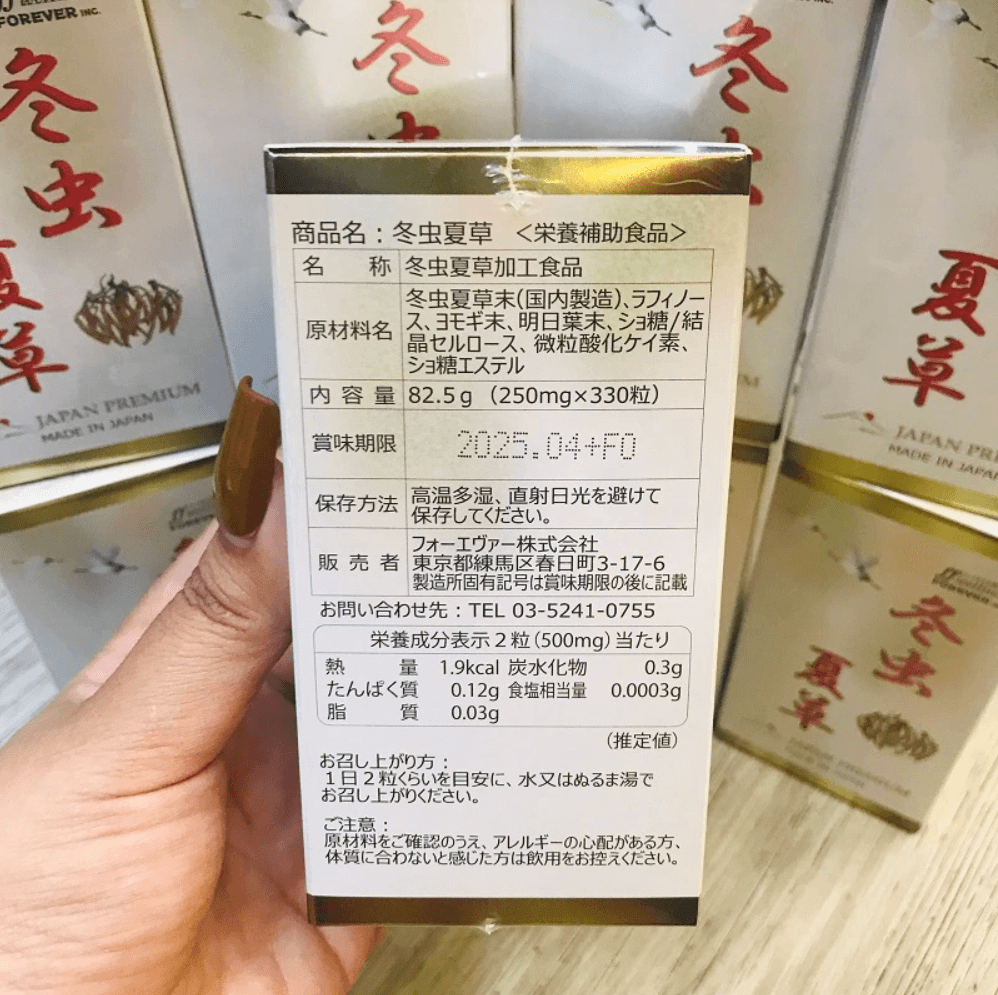 FOREVER INC.
冬
虫
夏
草
JAPAN PREMIUM
MADE IN JAPAN
冬
虫
冬
夏
草
JAPAN PRE
MADE IN JAPA
冬
虫
夏
草
商品名：冬虫夏草　＜栄養補助食品＞
名　称 冬虫夏草加工食品
原材料名 冬虫夏草末(国内製造)、ラフィノー
ス、ヨモギ末、明日葉末、ショ糖/結
晶セルロース、微粒酸化ケイ素、
ショ糖エステル
内容量 82.5g （250mg×330粒）
賞味期限 2025.04+F0
保存方法 高温多湿、直射日光を避けて
保存してください。
販売者 フォーエヴァー株式会社
東京都練馬区春日町3-17-6
製造所固有記号は賞味期限の後に記載
お問い合わせ先：TEL 03-5241-0755
栄養成分表示２粒(500mg)当たり
熱　量 1.9kcal 炭水化物 0.3g
たんぱく質 0.12g 食塩相当量 0.0003g
脂　質 0.03g
（推定値）
お召し上がり方：
１日２粒くらいを目安に、水又はぬるま湯で
お召し上がりください。
ご注意：
原材料をご確認のうえ、アレルギーの心配がある方、
体質に合わないと感じた方は飲用をお控えください。